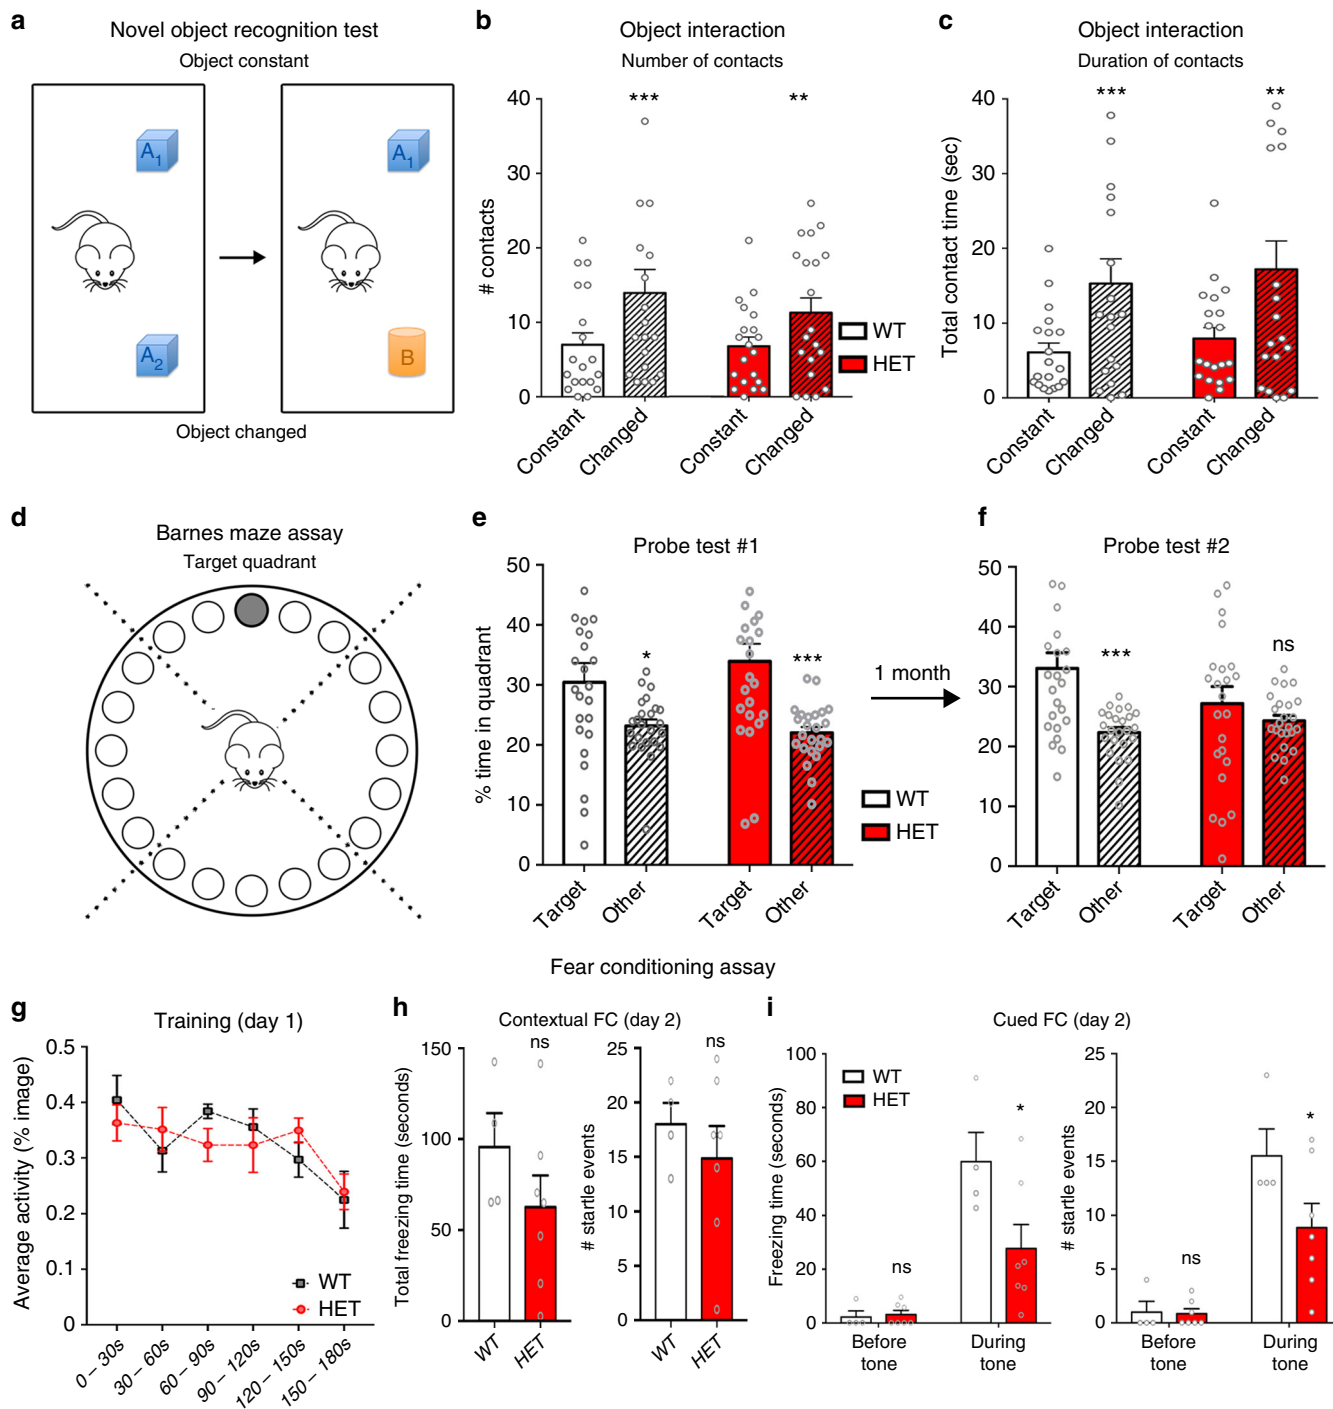 a
Novel object recognition test
Object constant
A1
A1
A2
B
Object changed
b
Object interaction
Number of contacts
# contacts
40
30
20
10
0
***
**
Constant
Changed
Constant
Changed
WT
HET
c
Object interaction
Duration of contacts
Total contact time (sec)
40
30
20
10
0
***
**
Constant
Changed
Constant
Changed
d
Barnes maze assay
Target quadrant
e
Probe test #1
% time in quadrant
50
40
30
20
10
0
*
***
Target
Other
Target
Other
1 month
WT
HET
f
Probe test #2
50
40
30
20
10
0
***
ns
Target
Other
Target
Other
Fear conditioning assay
g
Training (day 1)
Average activity (% image)
0.5
0.4
0.3
0.2
0.1
0
WT
HET
0 – 30s
30 – 60s
60 – 90s
90 – 120s
120 – 150s
150 – 180s
h
Contextual FC (day 2)
Total freezing time (seconds)
150
100
50
0
ns
WT
HET
# startle events
25
20
15
10
5
0
ns
WT
HET
i
Cued FC (day 2)
Freezing time (seconds)
100
80
60
40
20
0
WT
HET
ns
*
Before tone
During tone
# startle events
25
20
15
10
5
0
ns
*
Before tone
During tone